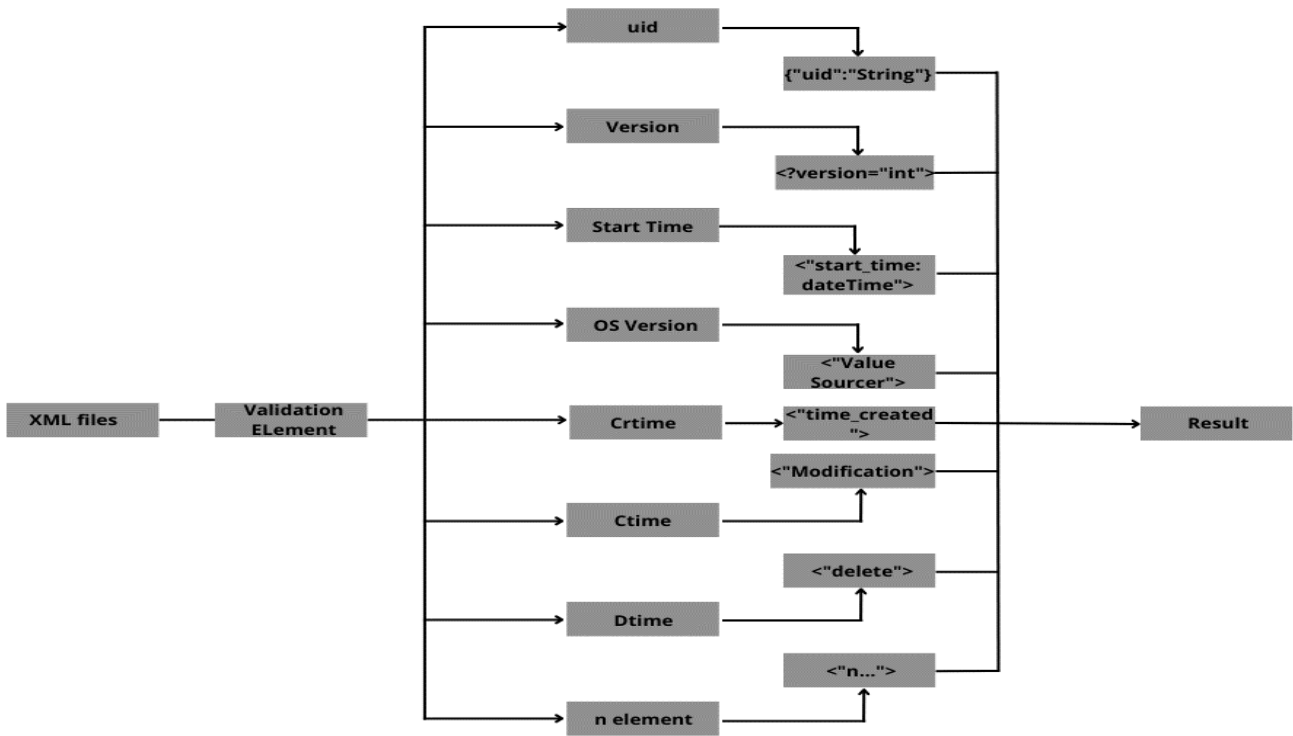 uid
{"uid":"String"}
Version
<?version="int">
Start Time
<"start_time:
dateTime">
OS Version
<"Value
Sourcer">
XML files
Validation
ELement
Crtime
<"time_created
">
Result
<"Modification">
Ctime
<"delete">
Dtime
<"n...">
n element